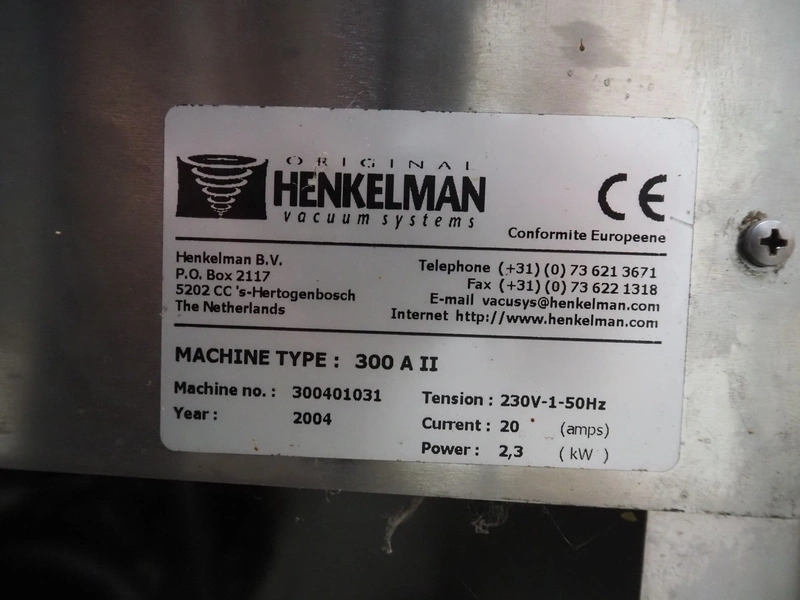 ORIGINAL
HENKELMAN
vacuum systems
CE
Conformite Europeene
Henkelman B.V.
P.O. Box 2117
5202 CC 's-Hertogenbosch
The Netherlands
Telephone (+31) (0) 73 621 3671
Fax (+31) (0) 73 622 1318
E-mail vacusys@henkelman.com
Internet http://www.henkelman.com
MACHINE TYPE : 300 A II
Machine no. : 300401031
Year : 2004
Tension : 230V-1-50Hz
Current : 20 (amps)
Power : 2,3 (kW)